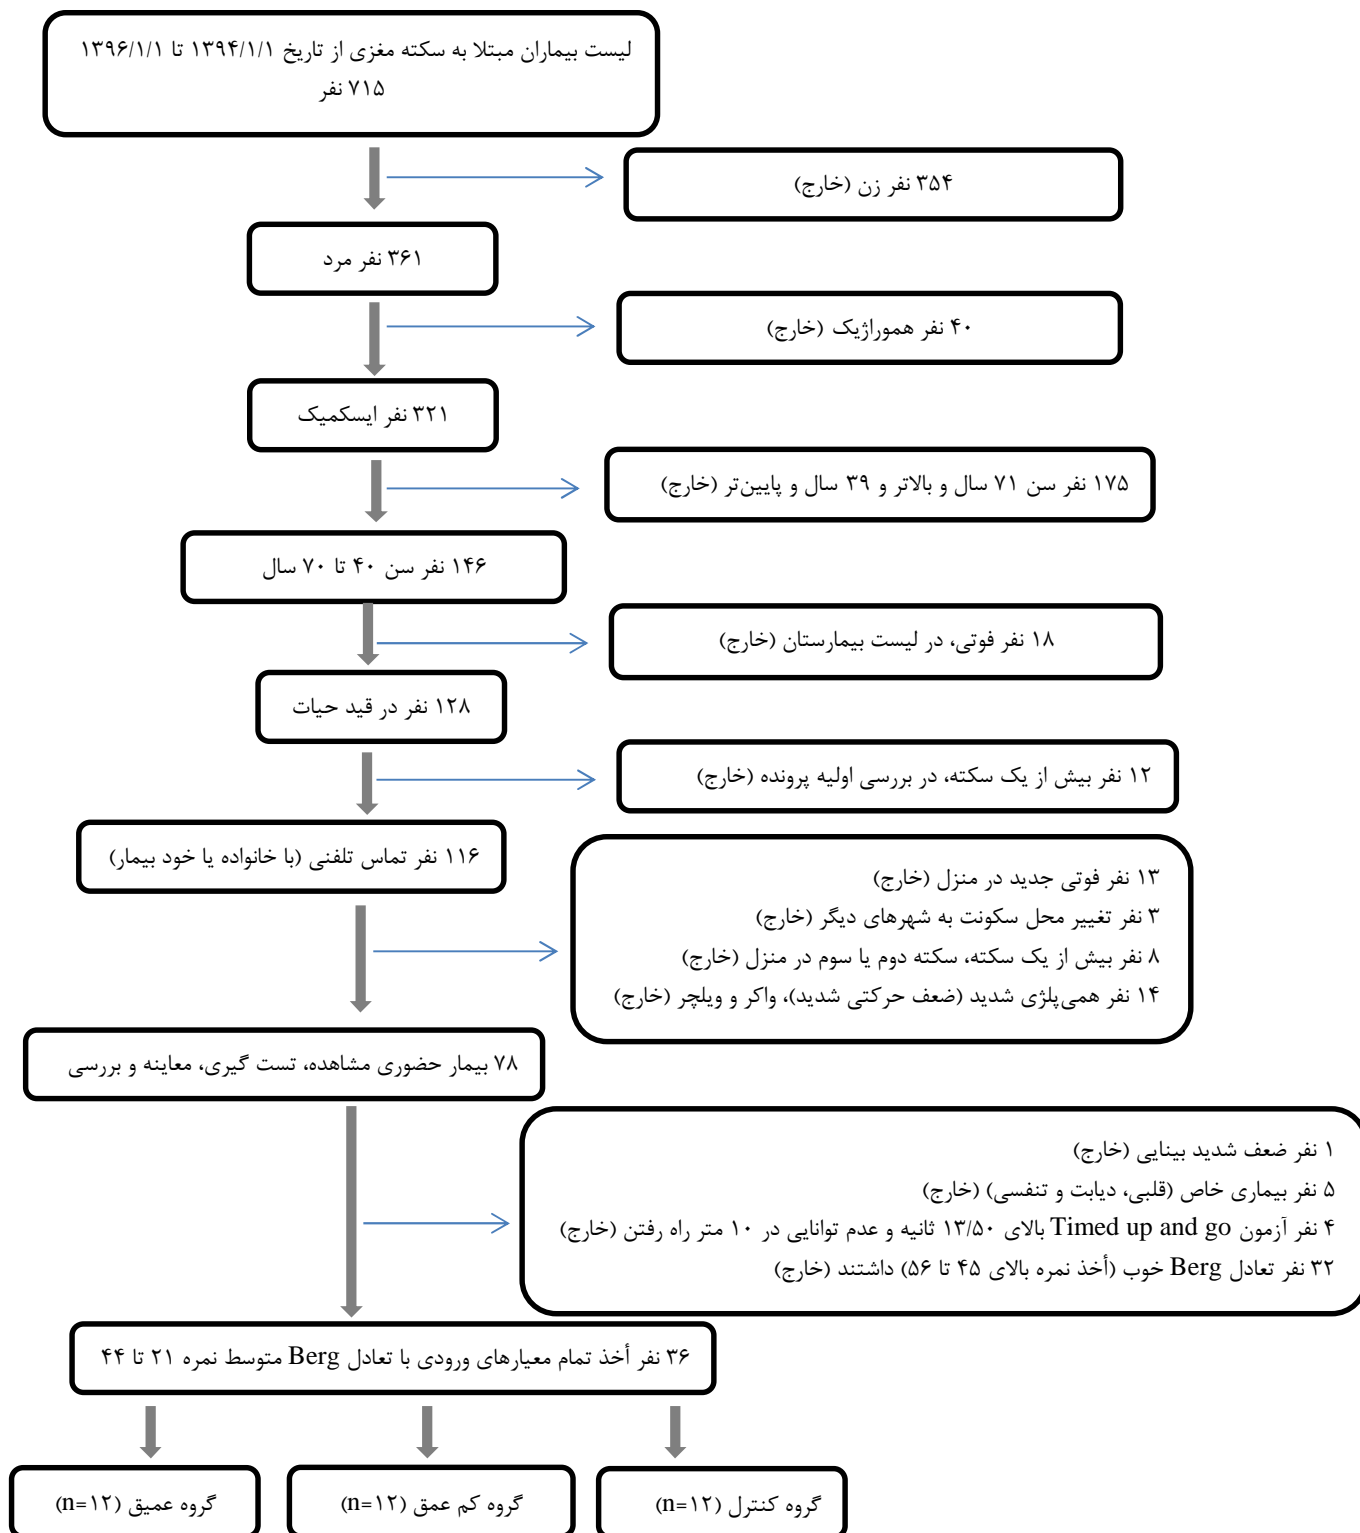 لیست بیماران مبتلا به سکته مغزی از تاریخ ۱۳۹۴/۱/۱ تا ۱۳۹۶/۱/۱
۷۱۵ نفر
۳۵۴ نفر زن (خارج)
۳۶۱ نفر مرد
۴۰ نفر هموراژیک (خارج)
۳۲۱ نفر ایسکمیک
۱۷۵ نفر سن ۷۱ سال و بالاتر و ۳۹ سال و پایین‌تر (خارج)
۱۴۶ نفر سن ۴۰ تا ۷۰ سال
۱۸ نفر فوتی، در لیست بیمارستان (خارج)
۱۲۸ نفر در قید حیات
۱۲ نفر بیش از یک سکته، در بررسی اولیه پرونده (خارج)
۱۱۶ نفر تماس تلفنی (با خانواده یا خود بیمار)
۱۳ نفر فوتی جدید در منزل (خارج)
۳ نفر تغییر محل سکونت به شهرهای دیگر (خارج)
۸ نفر بیش از یک سکته، سکته دوم یا سوم در منزل (خارج)
۱۴ نفر همی‌پلژی شدید (ضعف حرکتی شدید)، واکر و ویلچر (خارج)
۷۸ بیمار حضوری مشاهده، تست گیری، معاینه و بررسی
۱ نفر ضعف شدید بینایی (خارج)
۵ نفر بیماری خاص (قلبی، دیابت و تنفسی) (خارج)
۴ نفر آزمون Timed up and go بالای ۱۳/۵۰ ثانیه و عدم توانایی در ۱۰ متر راه رفتن (خارج)
۳۲ نفر تعادل Berg خوب (أخذ نمره بالای ۴۵ تا ۵۶) داشتند (خارج)
۳۶ نفر أخذ تمام معیارهای ورودی با تعادل Berg متوسط نمره ۲۱ تا ۴۴
گروه کنترل (n=۱۲)
گروه کم عمق (n=۱۲)
گروه عمیق (n=۱۲)